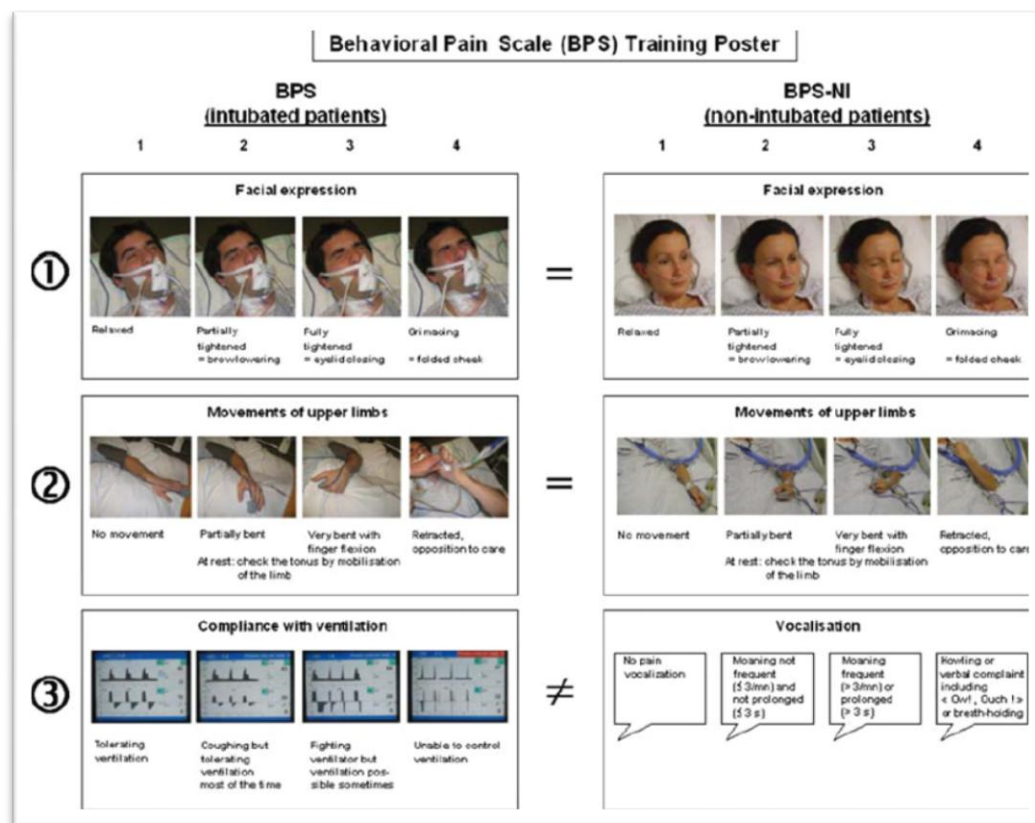 Behavioral Pain Scale (BPS) Training Poster
BPS
(intubated patients)
1 2 3 4
BPS-NI
(non-intubated patients)
1 2 3 4
①
Facial expression
Relaxed
Partially
tightened
= browlowering
Fully
tightened
= eyelid closing
Grimacing
= folded cheek
=
Facial expression
Relaxed
Partially
tightened
= browlowering
Fully
tightened
= eyelid closing
Grimacing
= folded cheek
②
Movements of upper limbs
No movement
Partially bent
Very bent with
finger flexion
Retracted,
opposition to care
At rest: check the tonus by mobilisation
of the limb
=
Movements of upper limbs
No movement
Partially bent
Very bent with
finger flexion
Retracted,
opposition to care
At rest: check the tonus by mobilisation
of the limb
③
Compliance with ventilation
Tolerating
ventilation
Coughing but
tolerating
ventilation
most of the time
Fighting
ventilator but
ventilation pos-
sible sometimes
Unable to control
ventilation
≠
Vocalisation
No pain
vocalization
Moaning not
frequent
(≤ 3/mn) and
not prolonged
(≤ 3 s)
Moaning
frequent
(> 3/mn) or
prolonged
(> 3 s)
Howling or
verbal complaint
including
« Ow! , Ouch ! »
or breath-holding